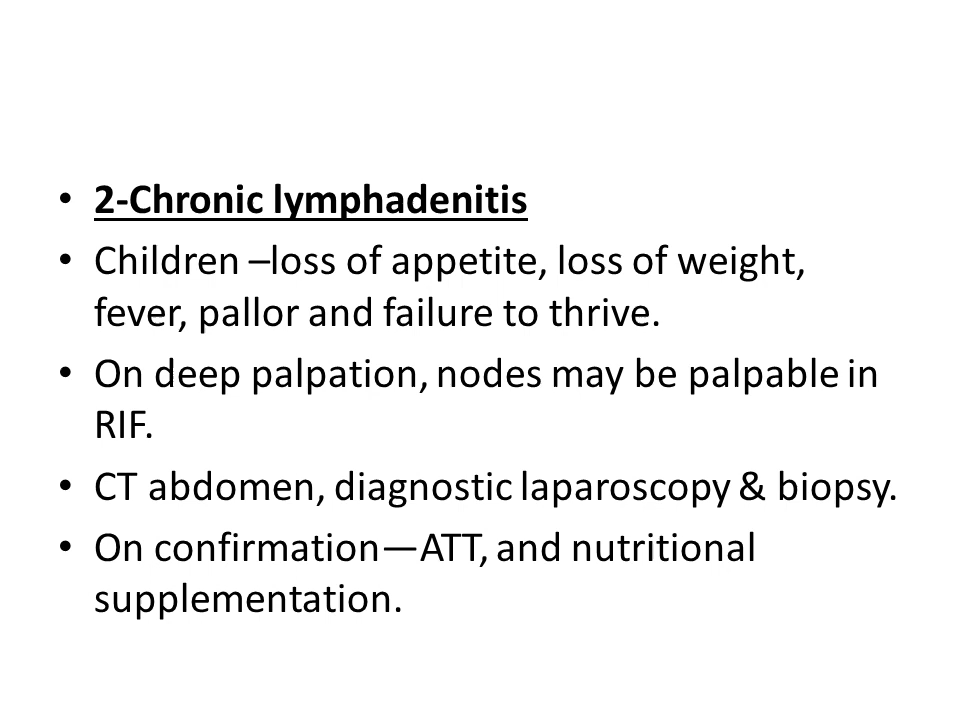 • 2-Chronic lymphadenitis
• Children –loss of appetite, loss of weight,
fever, pallor and failure to thrive.
• On deep palpation, nodes may be palpable in
RIF.
• CT abdomen, diagnostic laparoscopy & biopsy.
• On confirmation—ATT, and nutritional
supplementation.